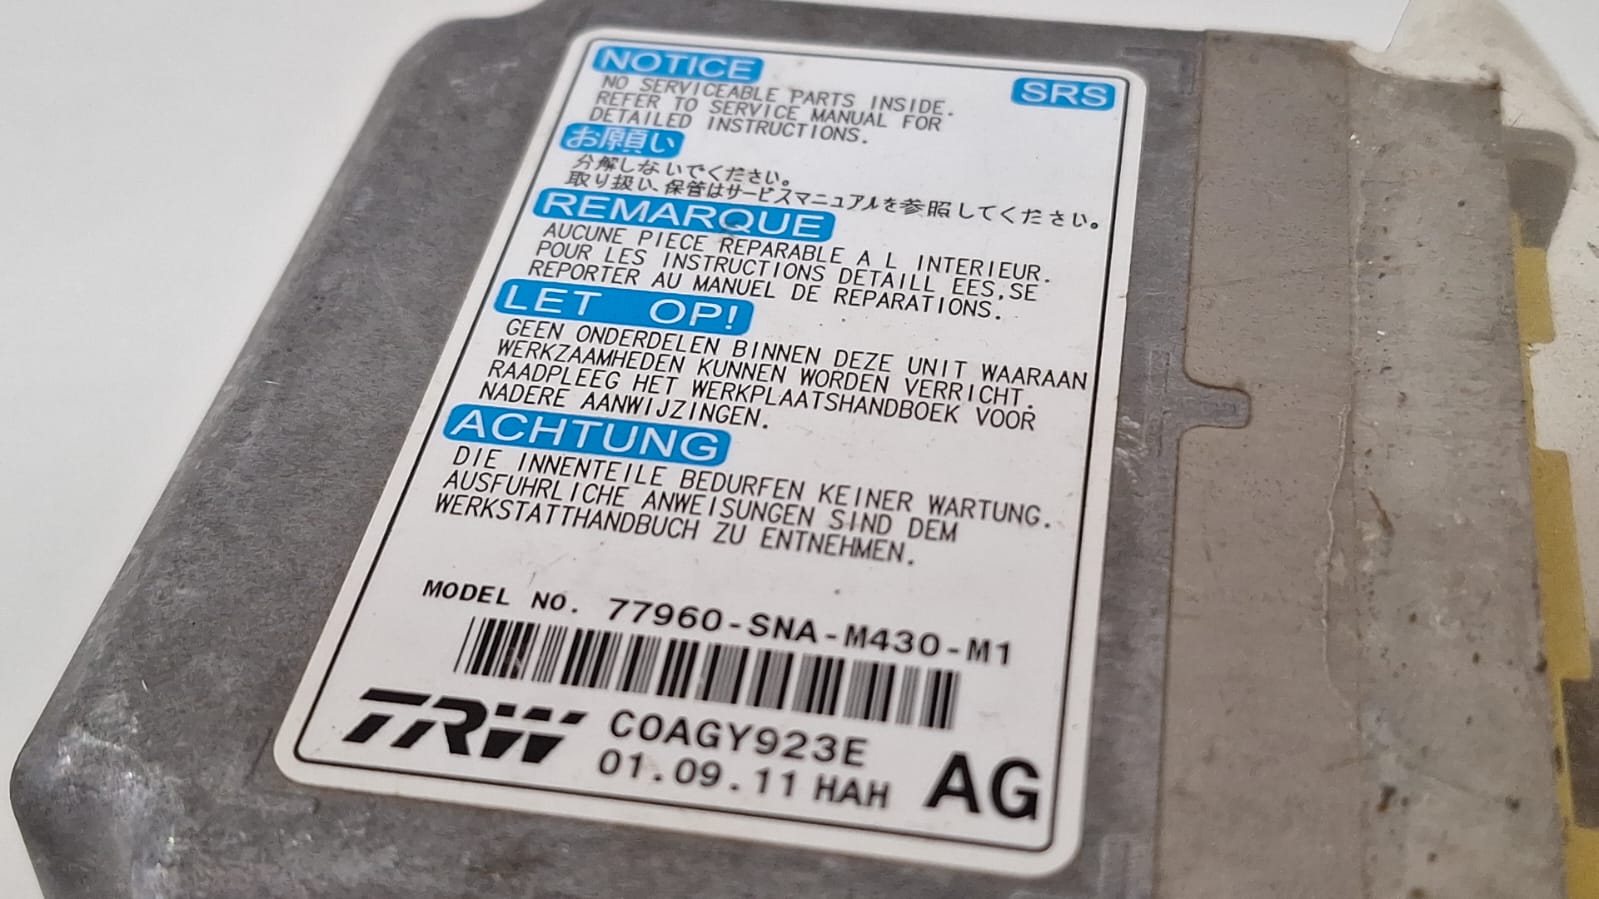 NOTICE
SRS
NO SERVICEABLE PARTS INSIDE.
REFER TO SERVICE MANUAL FOR
DETAILED INSTRUCTIONS.
お願い
分解しないでください。
取り扱い、保管はサービスマニュアルを参照してください。
REMARQUE
AUCUNE PIECE REPARABLE A L INTERIEUR.
POUR LES INSTRUCTIONS DETAILL EES,SE
REPORTER AU MANUEL DE REPARATIONS.
LET OP!
GEEN ONDERDELEN BINNEN DEZE UNIT WAARAAN
WERKZAAMHEDEN KUNNEN WORDEN VERRICHT.
RAADPLEEG HET WERKPLAATSHANDBOEK VOOR
NADERE AANWIJZINGEN.
ACHTUNG
DIE INNENTEILE BEDURFEN KEINER WARTUNG.
AUSFUHRLICHE ANWEISUNGEN SIND DEM
WERKSTATTHANDBUCH ZU ENTNEHMEN.
MODEL NO. 77960-SNA-M430-M1
TRW C0AGY923E
01.09.11 HAH AG